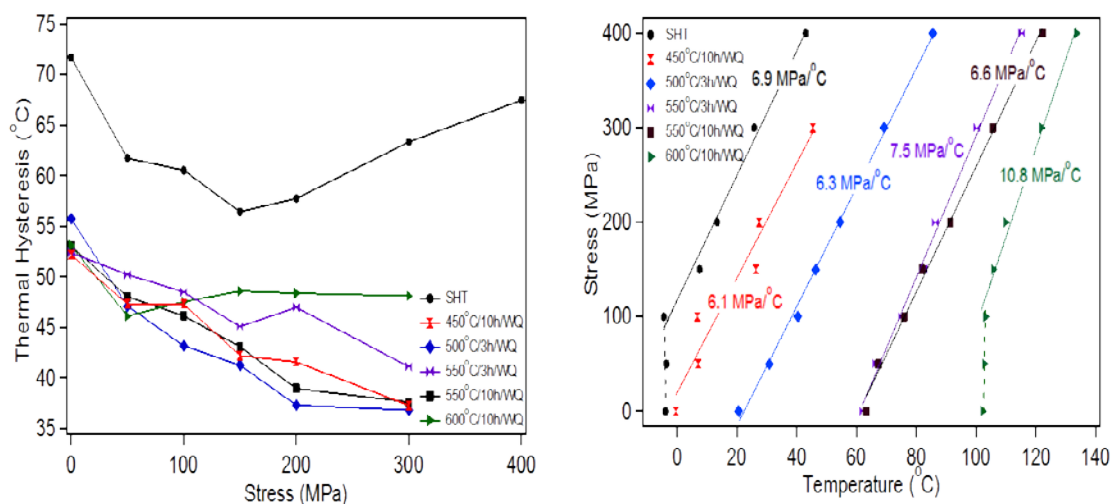 75
70
65
60
55
50
45
40
35
Thermal Hysteresis (°C)
0
100
200
300
400
Stress (MPa)
SHT
450°C/10h/WQ
500°C/3h/WQ
550°C/3h/WQ
550°C/10h/WQ
600°C/10h/WQ
400
300
200
100
0
Stress (MPa)
0
20
40
60
80
100
120
140
Temperature (°C)
SHT
450°C/10h/WQ
500°C/3h/WQ
550°C/3h/WQ
550°C/10h/WQ
600°C/10h/WQ
6.9 MPa/°C
6.6 MPa/°C
7.5 MPa/°C
6.3 MPa/°C
10.8 MPa/°C
6.1 MPa/°C